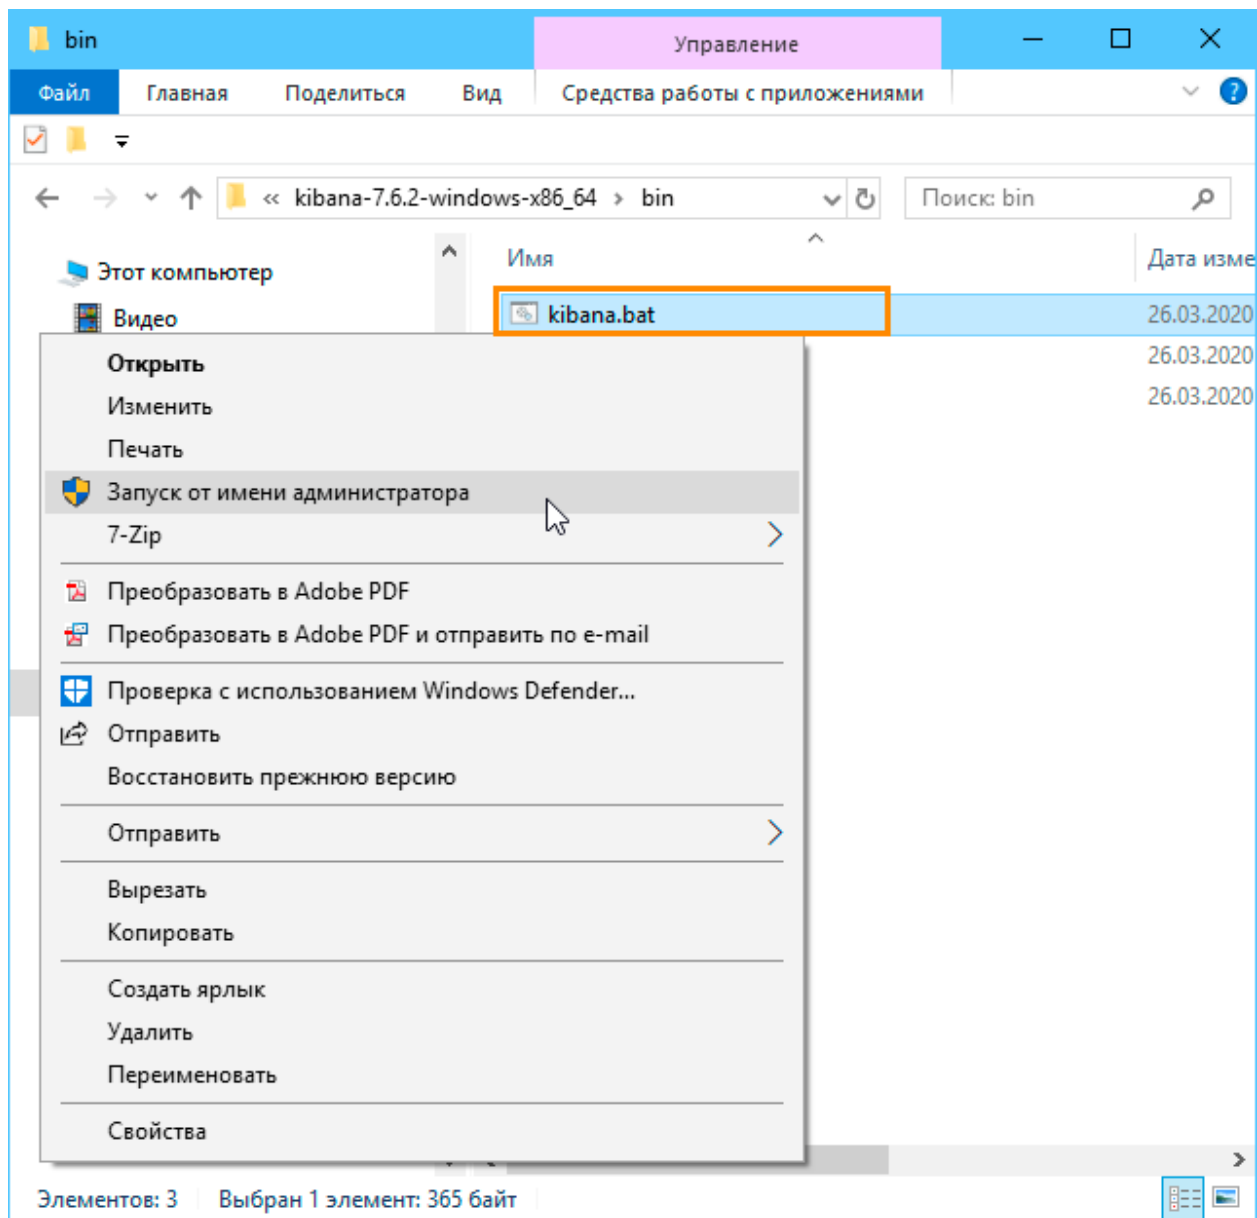 bin
Управление
Файл Главная Поделиться Вид Средства работы с приложениями
« kibana-7.6.2-windows-x86_64 > bin
Поиск: bin
Этот компьютер
Видео
Имя
Дата изме
kibana.bat
26.03.2020
26.03.2020
26.03.2020
Открыть
Изменить
Печать
Запуск от имени администратора
7-Zip
Преобразовать в Adobe PDF
Преобразовать в Adobe PDF и отправить по e-mail
Проверка с использованием Windows Defender...
Отправить
Восстановить прежнюю версию
Отправить
Вырезать
Копировать
Создать ярлык
Удалить
Переименовать
Свойства
Элементов: 3 Выбран 1 элемент: 365 байт